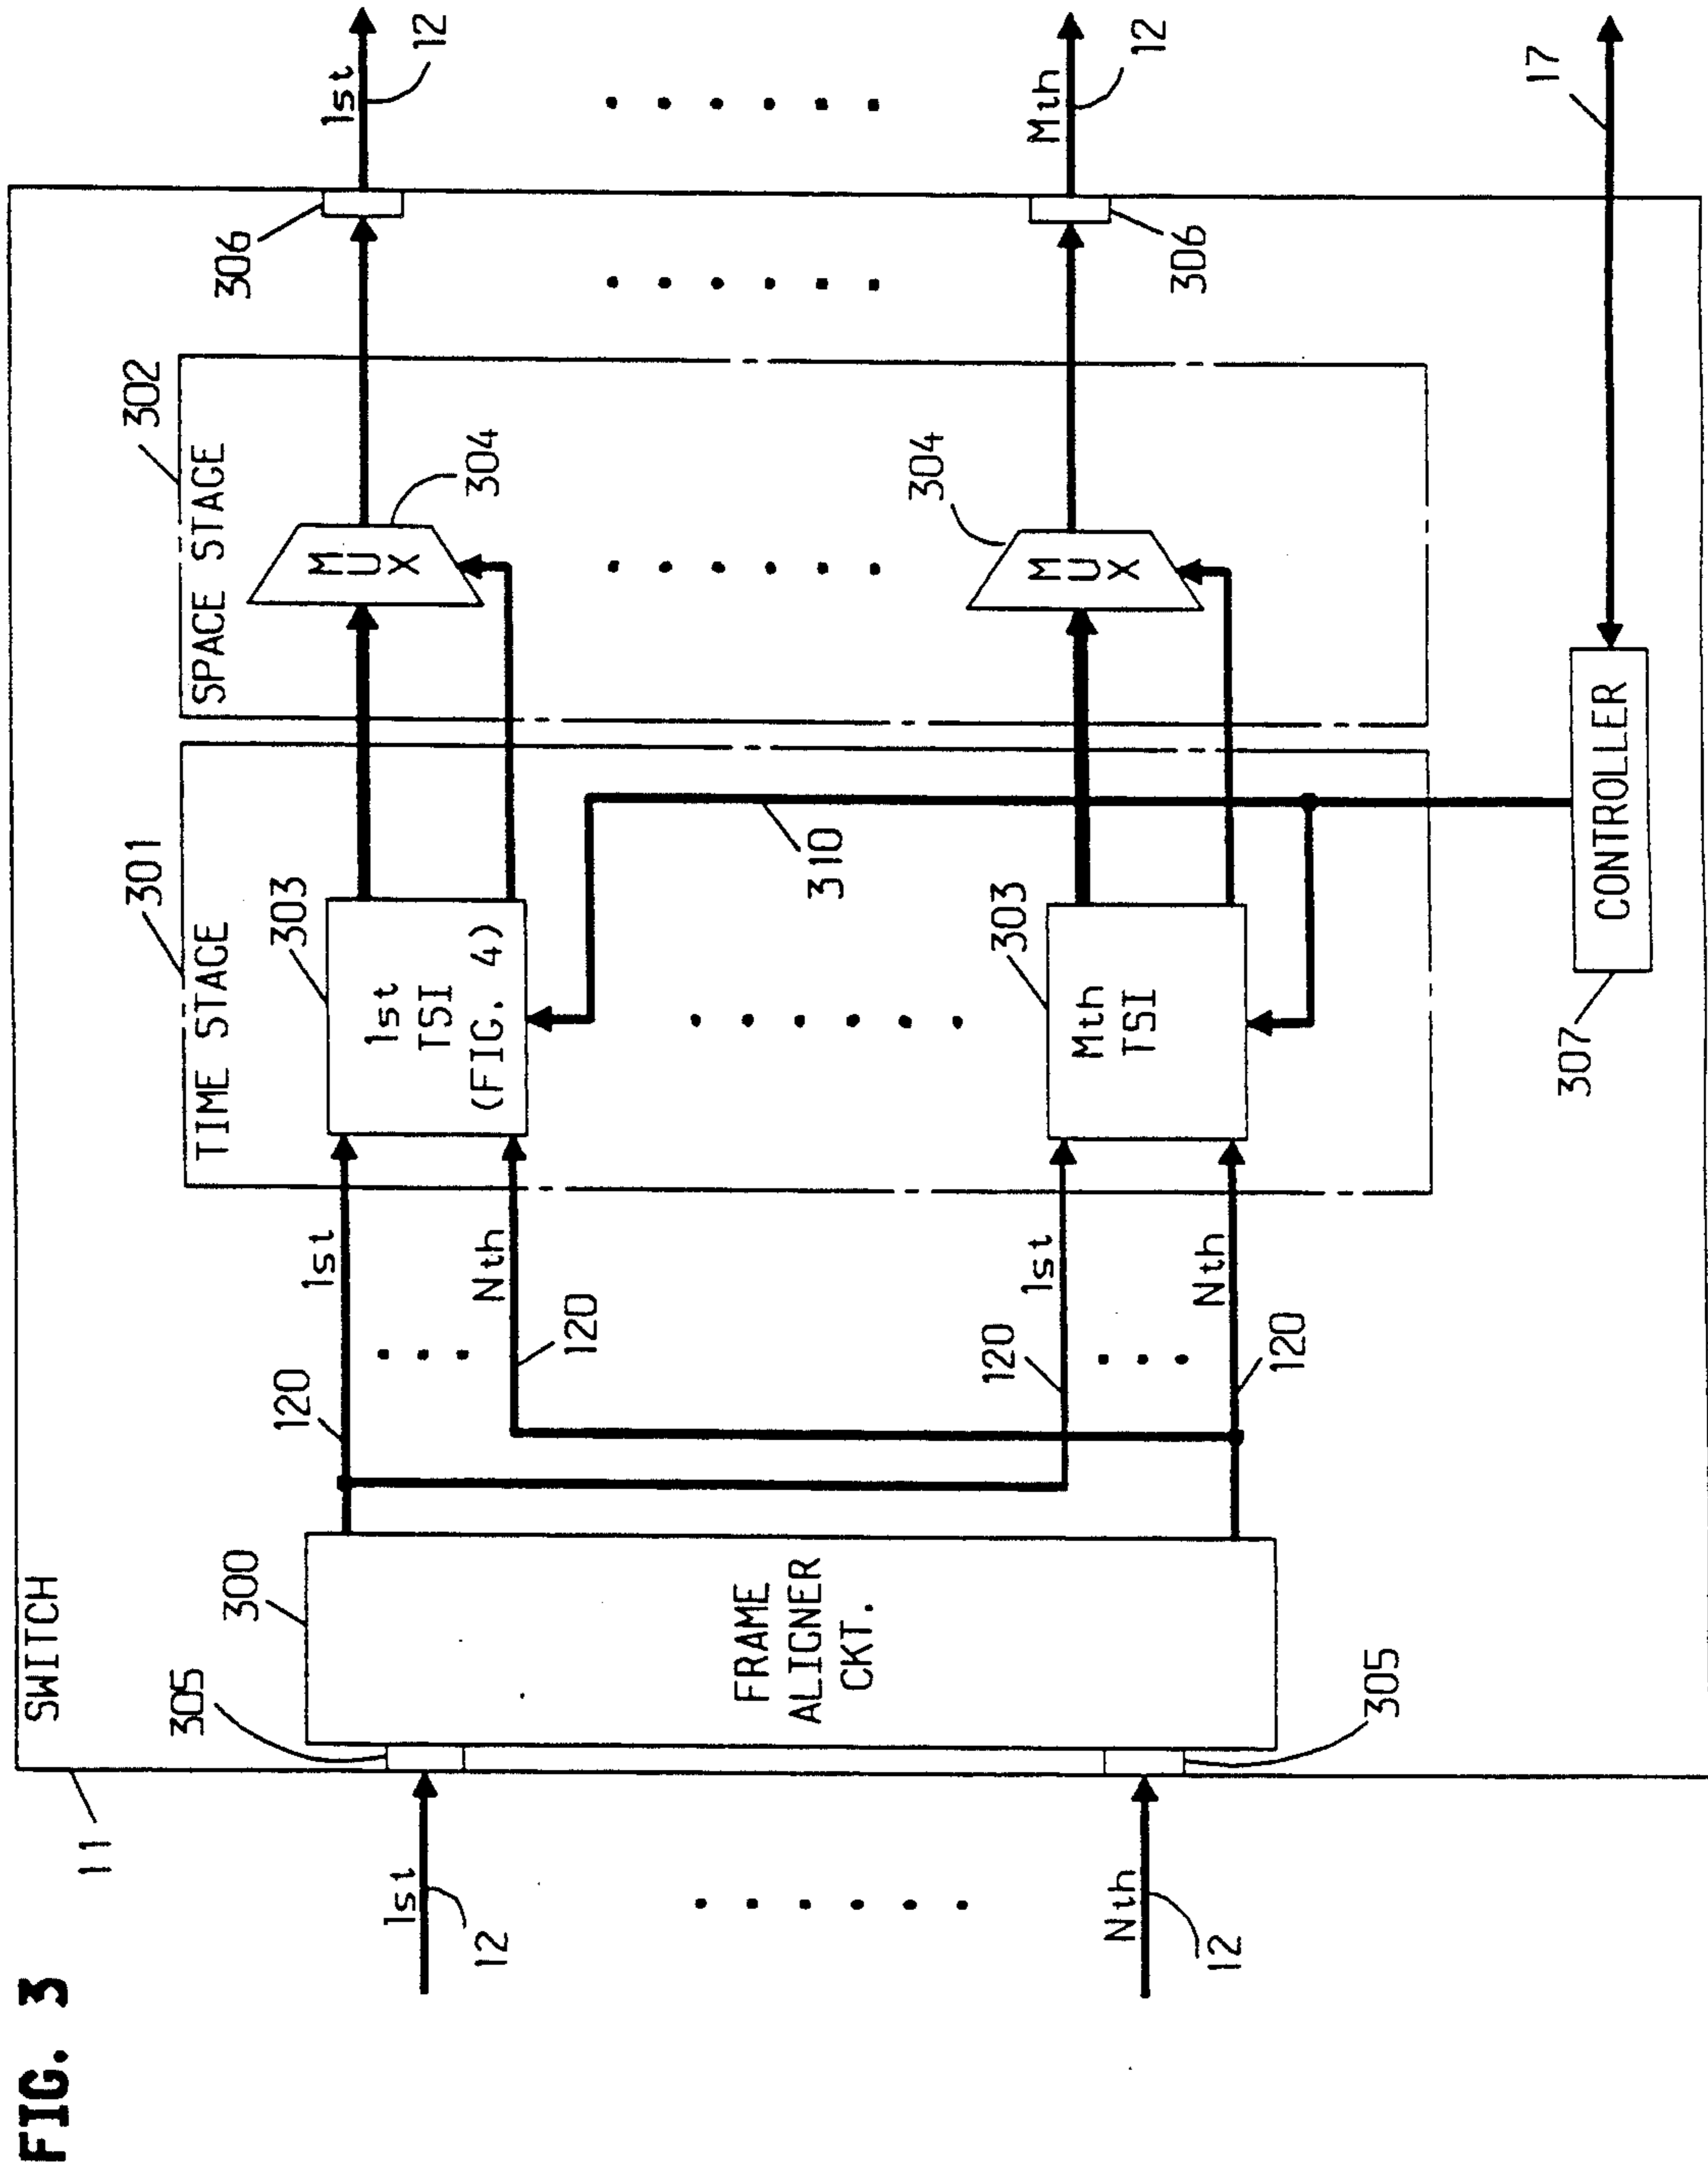 FIG. 3
11
SWITCH
1st
12
Nth
12
305
305
300
FRAME
ALIGNER
CKT.
120
1st
Nth
120
120
1st
Nth
120
301
TIME STAGE
303
1st
TSI
(FIG. 4)
303
Mth
TSI
310
307
CONTROLLER
17
302
SPACE STAGE
MUX
304
304
MUX
306
306
1st
12
Mth
12